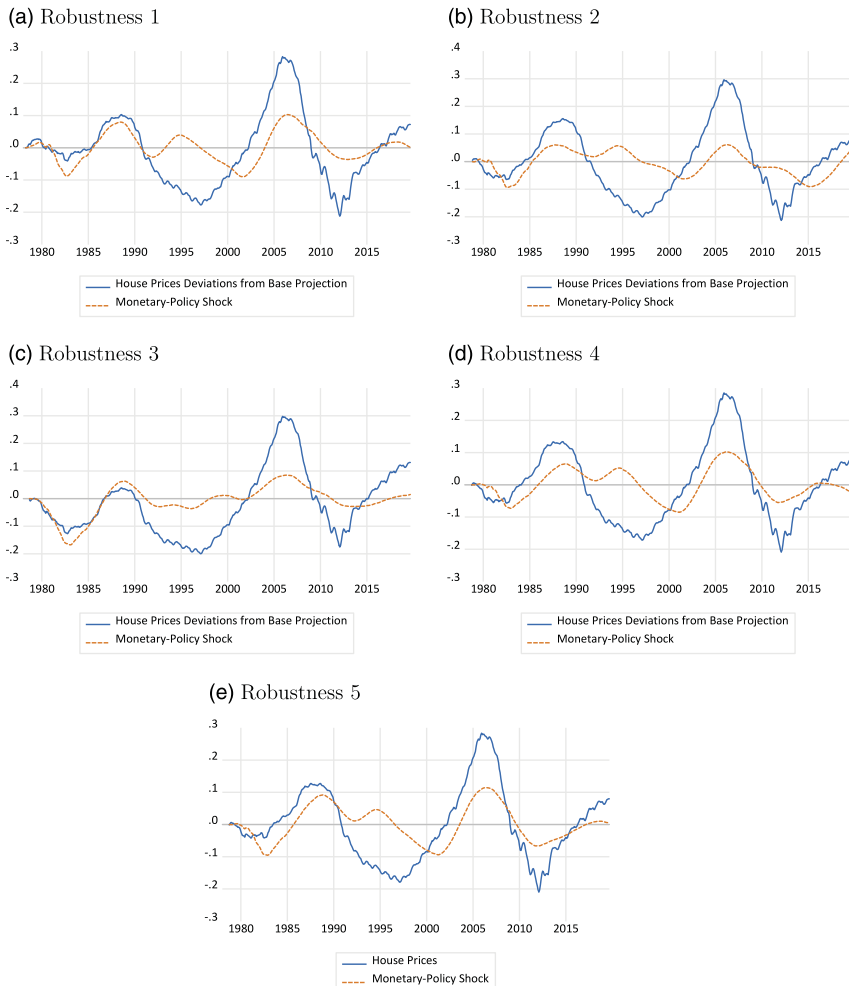 (a) Robustness 1
.3
.2
.1
.0
-.1
-.2
-.3
1980 1985 1990 1995 2000 2005 2010 2015
House Prices Deviations from Base Projection
Monetary-Policy Shock
(b) Robustness 2
.4
.3
.2
.1
.0
-.1
-.2
-.3
1980 1985 1990 1995 2000 2005 2010 2015
House Prices Deviations from Base Projection
Monetary-Policy Shock
(c) Robustness 3
.4
.3
.2
.1
.0
-.1
-.2
-.3
1980 1985 1990 1995 2000 2005 2010 2015
House Prices Deviations from Base Projection
Monetary-Policy Shock
(d) Robustness 4
.3
.2
.1
.0
-.1
-.2
-.3
1980 1985 1990 1995 2000 2005 2010 2015
House Prices Deviations from Base Projection
Monetary-Policy Shock
(e) Robustness 5
.3
.2
.1
.0
-.1
-.2
-.3
1980 1985 1990 1995 2000 2005 2010 2015
House Prices
Monetary-Policy Shock